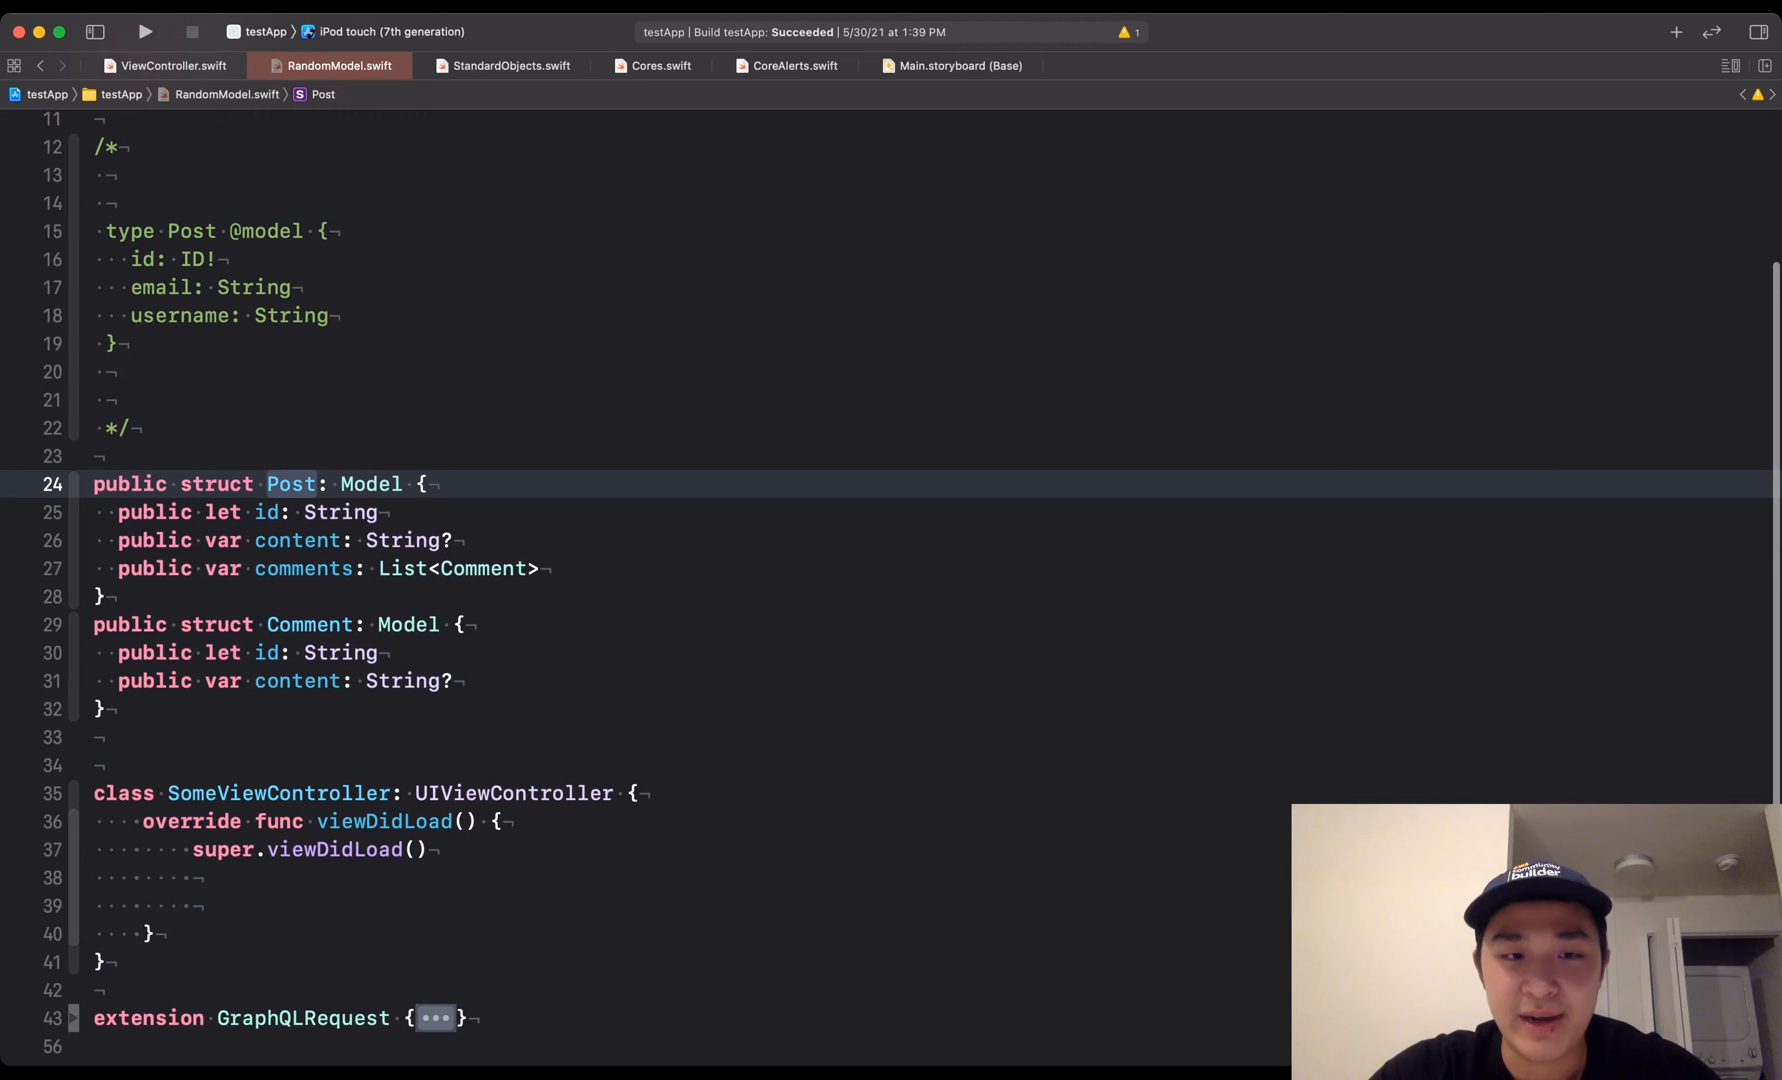 testApp > iPod touch (7th generation)
testApp | Build testApp: Succeeded | 5/30/21 at 1:39 PM
1
ViewController.swift
RandomModel.swift
StandardObjects.swift
Cores.swift
CoreAlerts.swift
Main.storyboard (Base)
testApp > testApp > RandomModel.swift > S Post
11
12 /*
13
14
15 type Post @model {
16 id: ID!
17 email: String
18 username: String
19 }
20
21
22 */
23
24 public struct Post: Model {
25 public let id: String
26 public var content: String?
27 public var comments: List<Comment>
28 }
29 public struct Comment: Model {
30 public let id: String
31 public var content: String?
32 }
33
34
35 class SomeViewController: UIViewController {
36 override func viewDidLoad() {
37 super.viewDidLoad()
38
39
40 }
41 }
42
43 extension GraphQLRequest {•••}
56
aws
community
builder